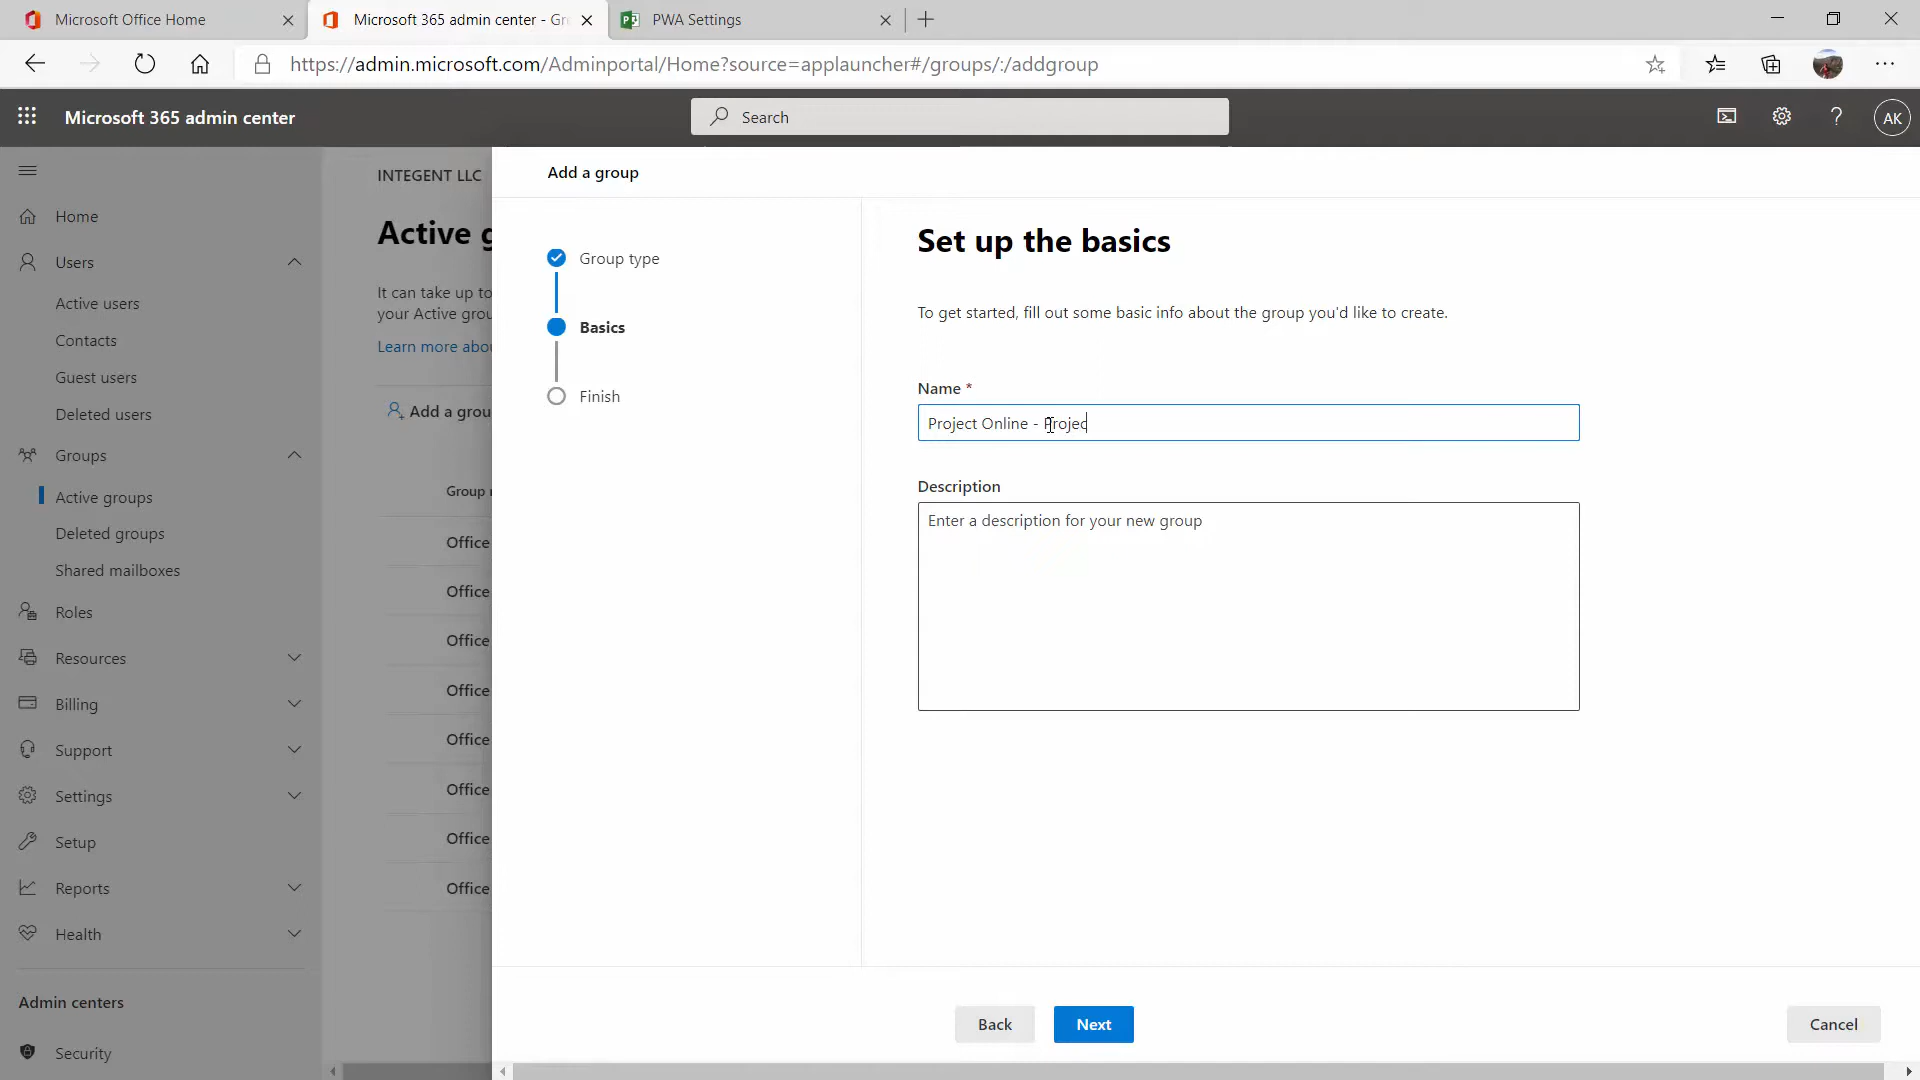 Microsoft Office Home
Microsoft 365 admin center - Gr
PWA Settings
https://admin.microsoft.com/Adminportal/Home?source=applauncher#/groups/:/addgroup
Microsoft 365 admin center
Search
AK
Home
Users
Active users
Contacts
Guest users
Deleted users
Groups
Active groups
Deleted groups
Shared mailboxes
Roles
Resources
Billing
Support
Settings
Setup
Reports
Health
Admin centers
Security
INTEGENT LLC
Active g
It can take up to
your Active grou
Learn more abou
Add a grou
Group n
Office
Office
Office
Office
Office
Office
Office
Office
Add a group
Group type
Basics
Finish
Set up the basics
To get started, fill out some basic info about the group you'd like to create.
Name *
Project Online - Projec
Description
Enter a description for your new group
Back
Next
Cancel